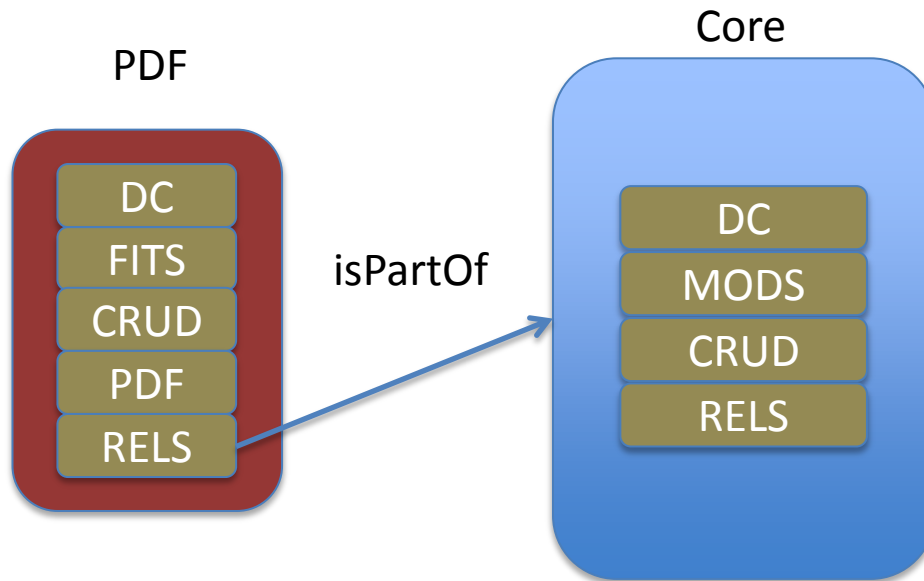 PDF
DC
FITS
CRUD
PDF
RELS
isPartOf
Core
DC
MODS
CRUD
RELS